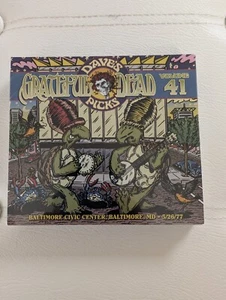 DAVE'S PICKS
GRATEFUL DEAD
VOLUME 41
BALTIMORE CIVIC CENTER, BALTIMORE, MD • 5/26/77